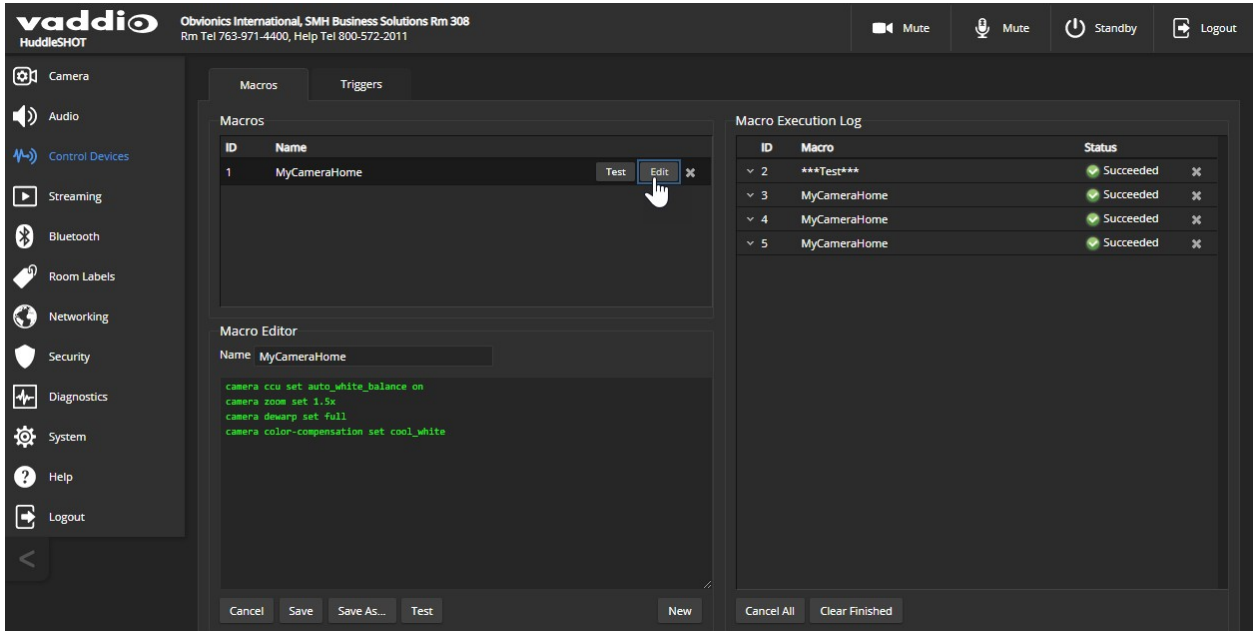 vaddio
HuddleSHOT
Obvionics International, SMH Business Solutions Rm 308
Rm Tel 763-971-4400, Help Tel 800-572-2011
Mute
Mute
Standby
Logout
Camera
Audio
Control Devices
Streaming
Bluetooth
Room Labels
Networking
Security
Diagnostics
System
Help
Logout
<
Macros Triggers
Macros
ID Name
1 MyCameraHome Test Edit
Macro Editor
Name MyCameraHome
camera ccu set auto_white_balance on
camera zoom set 1.5x
camera dewarp set full
camera color-compensation set cool_white
Cancel Save Save As... Test New
Macro Execution Log
ID Macro Status
2 ***Test*** Succeeded
3 MyCameraHome Succeeded
4 MyCameraHome Succeeded
5 MyCameraHome Succeeded
Cancel All Clear Finished